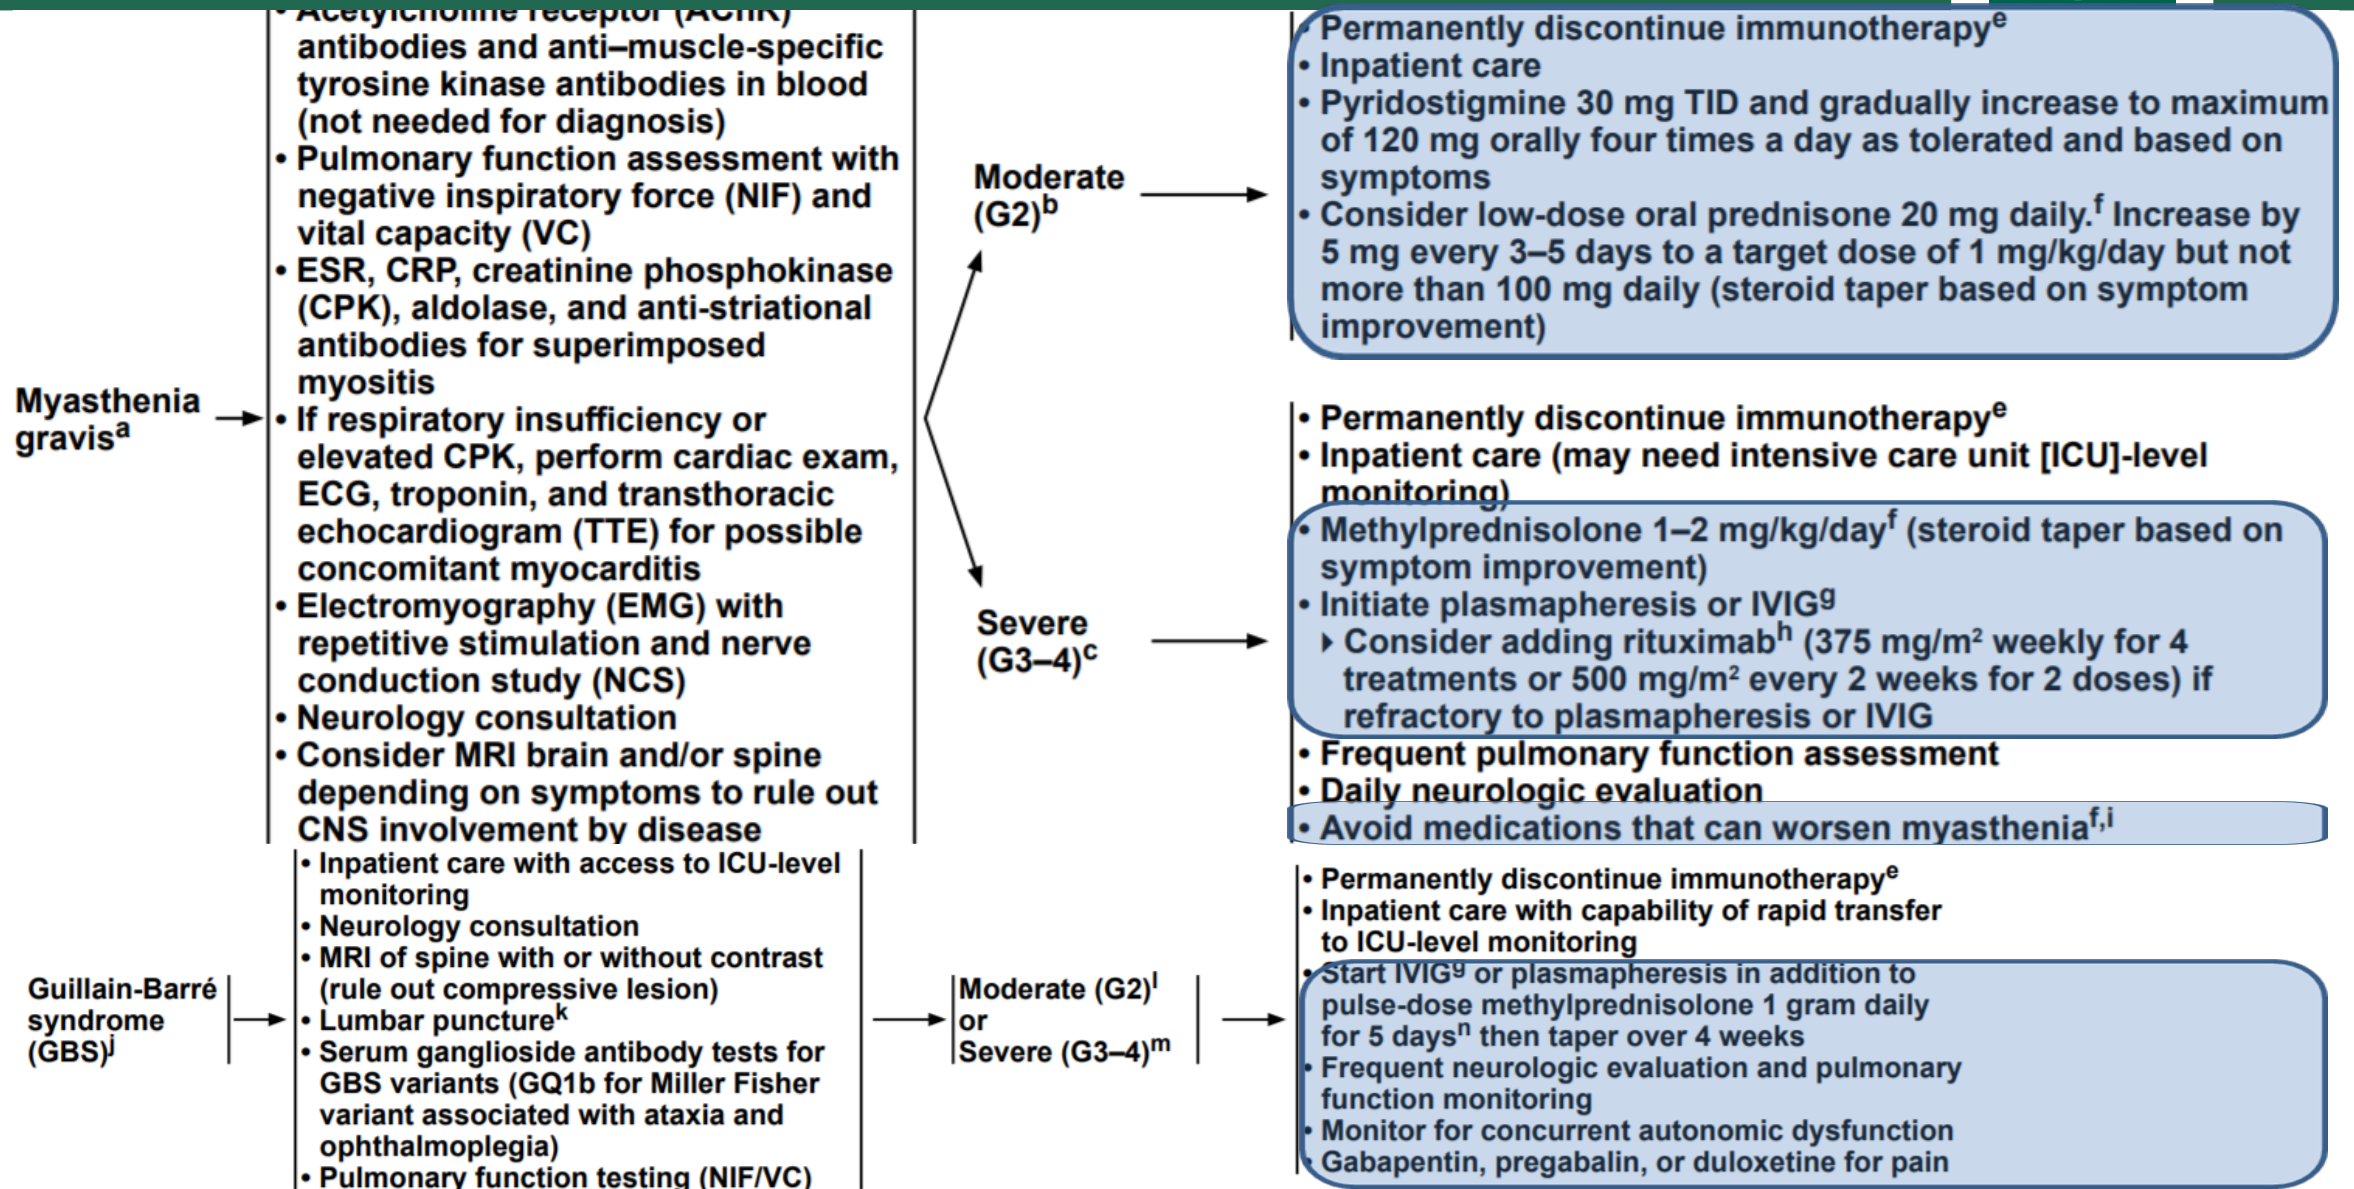 Myasthenia
gravisᵃ
• Acetylcholine receptor (AChR)
antibodies and anti–muscle-specific
tyrosine kinase antibodies in blood
(not needed for diagnosis)
• Pulmonary function assessment with
negative inspiratory force (NIF) and
vital capacity (VC)
• ESR, CRP, creatinine phosphokinase
(CPK), aldolase, and anti-striational
antibodies for superimposed
myositis
• If respiratory insufficiency or
elevated CPK, perform cardiac exam,
ECG, troponin, and transthoracic
echocardiogram (TTE) for possible
concomitant myocarditis
• Electromyography (EMG) with
repetitive stimulation and nerve
conduction study (NCS)
• Neurology consultation
• Consider MRI brain and/or spine
depending on symptoms to rule out
CNS involvement by disease
Moderate
(G2)ᵇ
• Permanently discontinue immunotherapyᵉ
• Inpatient care
• Pyridostigmine 30 mg TID and gradually increase to maximum
of 120 mg orally four times a day as tolerated and based on
symptoms
• Consider low-dose oral prednisone 20 mg daily.ᶠ Increase by
5 mg every 3–5 days to a target dose of 1 mg/kg/day but not
more than 100 mg daily (steroid taper based on symptom
improvement)
Severe
(G3–4)ᶜ
• Permanently discontinue immunotherapyᵉ
• Inpatient care (may need intensive care unit [ICU]-level
monitoring)
• Methylprednisolone 1–2 mg/kg/dayᶠ (steroid taper based on
symptom improvement)
• Initiate plasmapheresis or IVIGᵍ
‣ Consider adding rituximabʰ (375 mg/m² weekly for 4
treatments or 500 mg/m² every 2 weeks for 2 doses) if
refractory to plasmapheresis or IVIG
• Frequent pulmonary function assessment
• Daily neurologic evaluation
• Avoid medications that can worsen myastheniaᶠ,ⁱ
Guillain-Barré
syndrome
(GBS)ʲ
• Inpatient care with access to ICU-level
monitoring
• Neurology consultation
• MRI of spine with or without contrast
(rule out compressive lesion)
• Lumbar punctureᵏ
• Serum ganglioside antibody tests for
GBS variants (GQ1b for Miller Fisher
variant associated with ataxia and
ophthalmoplegia)
• Pulmonary function testing (NIF/VC)
Moderate (G2)ˡ
or
Severe (G3–4)ᵐ
• Permanently discontinue immunotherapyᵉ
• Inpatient care with capability of rapid transfer
to ICU-level monitoring
• Start IVIGᵍ or plasmapheresis in addition to
pulse-dose methylprednisolone 1 gram daily
for 5 daysⁿ then taper over 4 weeks
• Frequent neurologic evaluation and pulmonary
function monitoring
• Monitor for concurrent autonomic dysfunction
• Gabapentin, pregabalin, or duloxetine for pain